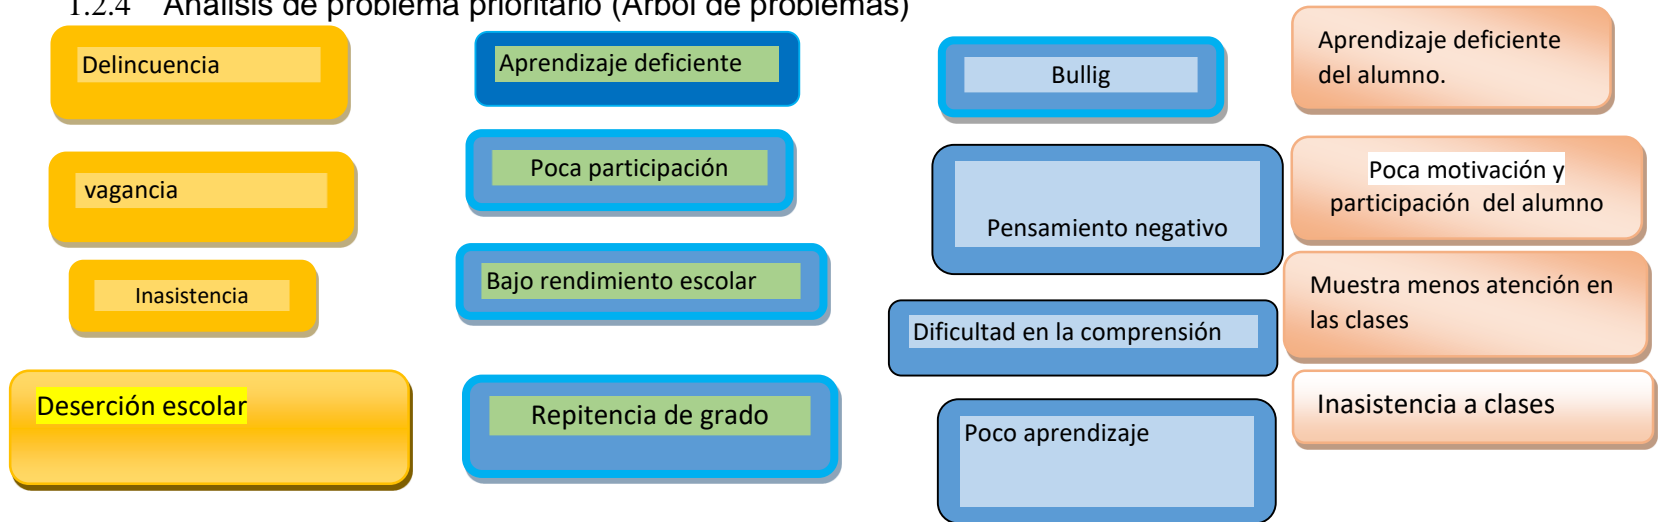 1.2.4 Análisis de problema prioritario (Árbol de problemas)
Delincuencia
vagancia
Inasistencia
Deserción escolar
Aprendizaje deficiente
Poca participación
Bajo rendimiento escolar
Repitencia de grado
Bullig
Pensamiento negativo
Dificultad en la comprensión
Poco aprendizaje
Aprendizaje deficiente
del alumno.
Poca motivación y
participación del alumno
Muestra menos atención en
las clases
Inasistencia a clases